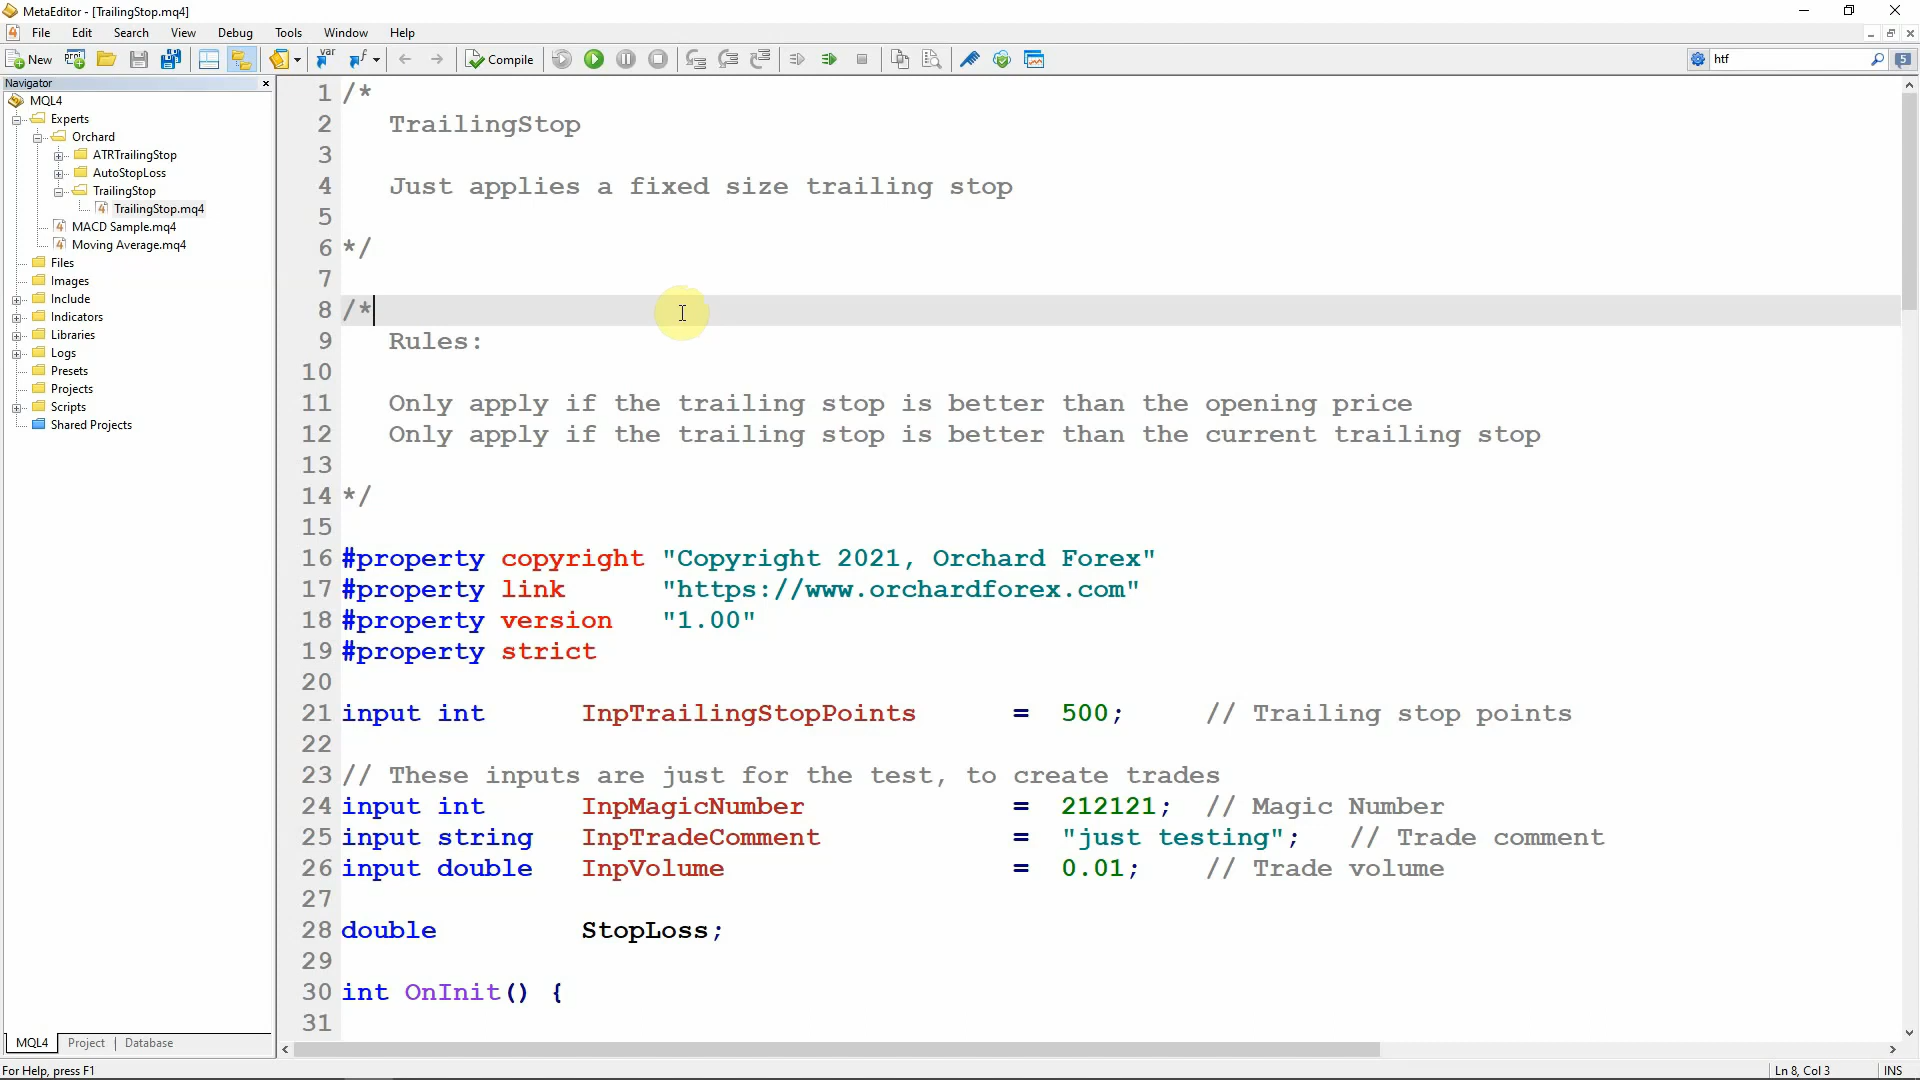 MetaEditor - [TrailingStop.mq4]
File Edit Search View Debug Tools Window Help
New var Compile htf 5
Navigator
MQL4
Experts
Orchard
ATRTrailingStop
AutoStopLoss
TrailingStop
TrailingStop.mq4
MACD Sample.mq4
Moving Average.mq4
Files
Images
Include
Indicators
Libraries
Logs
Presets
Projects
Scripts
Shared Projects
MQL4 Project Database
1 /*
2 TrailingStop
3
4 Just applies a fixed size trailing stop
5
6 */
7
8 /*
9 Rules:
10
11 Only apply if the trailing stop is better than the opening price
12 Only apply if the trailing stop is better than the current trailing stop
13
14 */
15
16 #property copyright "Copyright 2021, Orchard Forex"
17 #property link "https://www.orchardforex.com"
18 #property version "1.00"
19 #property strict
20
21 input int InpTrailingStopPoints = 500; // Trailing stop points
22
23 // These inputs are just for the test, to create trades
24 input int InpMagicNumber = 212121; // Magic Number
25 input string InpTradeComment = "just testing"; // Trade comment
26 input double InpVolume = 0.01; // Trade volume
27
28 double StopLoss;
29
30 int OnInit() {
31
For Help, press F1 Ln 8, Col 3 INS